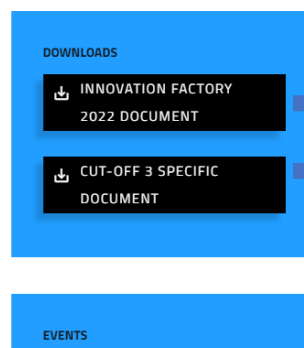 DOWNLOADS
INNOVATION FACTORY
2022 DOCUMENT
CUT-OFF 3 SPECIFIC
DOCUMENT
EVENTS